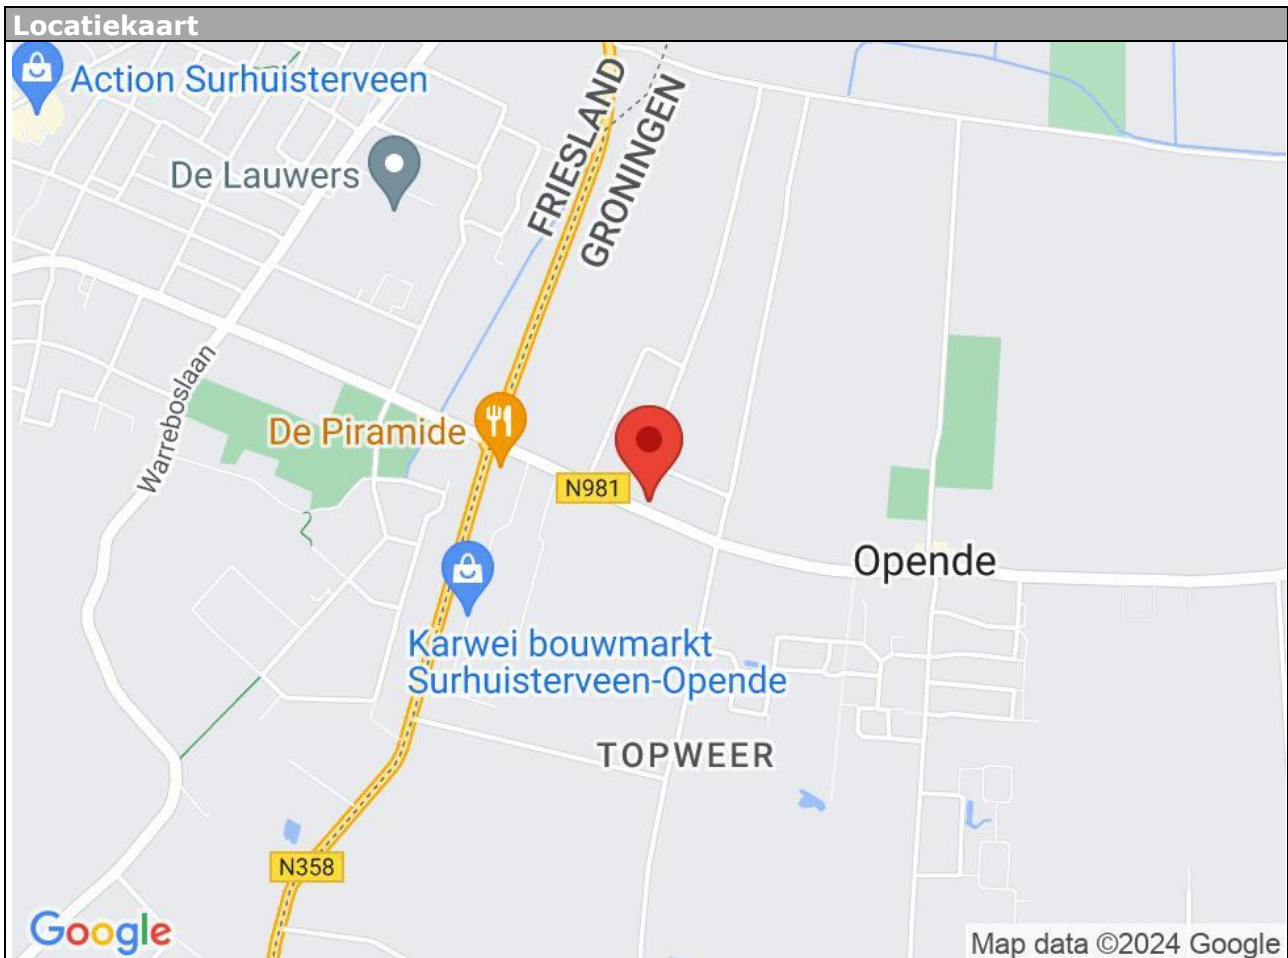 Locatiekaart
Action Surhuisterveen
De Lauwers
FRIESLAND
GRONINGEN
Warreboslaan
De Piramide
N981
Opende
Karwei bouwmarkt
Surhuisterveen-Opende
TOPWEER
N358
Google
Map data ©2024 Google